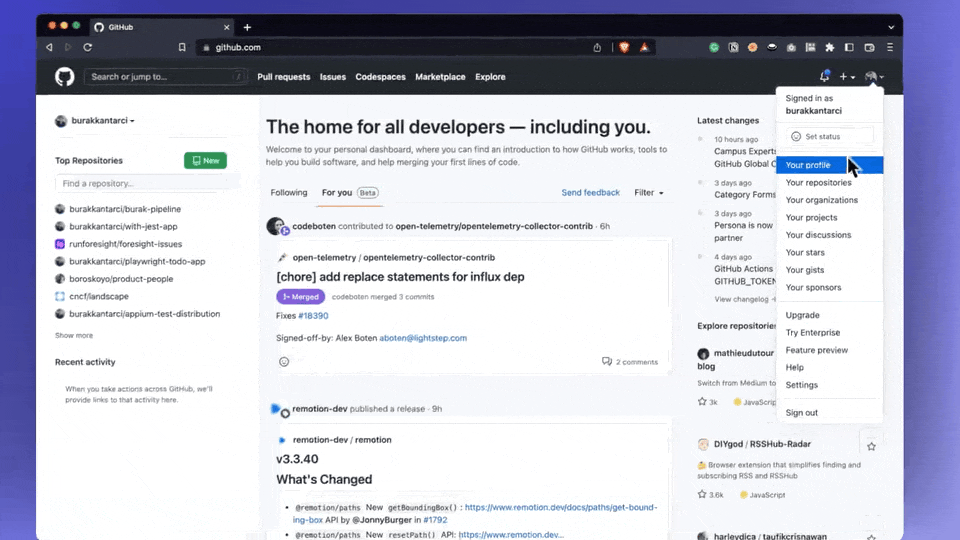 GitHub
github.com
Search or jump to...
/
Pull requests
Issues
Codespaces
Marketplace
Explore
burakkantarci
Top Repositories
New
Find a repository...
burakkantarci/burak-pipeline
burakkantarci/with-jest-app
runforesight/foresight-issues
burakkantarci/playwright-todo-app
boroskoyo/product-people
cncf/landscape
burakkantarci/appium-test-distribution
Show more
Recent activity
When you take actions across GitHub, we'll
provide links to that activity here.
The home for all developers — including you.
Welcome to your personal dashboard, where you can find an introduction to how GitHub works, tools to
help you build software, and help merging your first lines of code.
Following
For you
Beta
Send feedback
Filter
codeboten contributed to open-telemetry/opentelemetry-collector-contrib · 6h
open-telemetry / opentelemetry-collector-contrib
[chore] add replace statements for influx dep
Merged
codeboten merged 3 commits
Fixes #18390
Signed-off-by: Alex Boten aboten@lightstep.com
2 comments
remotion-dev published a release · 9h
remotion-dev / remotion
v3.3.40
What's Changed
@remotion/paths New getBoundingBox() : https://www.remotion.dev/docs/paths/get-bound-
ing-box API by @JonnyBurger in #1792
@remotion/paths New resetPath() API: https://www.remotion.dev...
Latest changes
10 hours ago
Campus Experts
GitHub Global C
3 days ago
Category Forms
3 days ago
Persona is now
partner
4 days ago
GitHub Actions
GITHUB_TOKEN
View changelog
Explore repositories
mathieudutour
blog
Switch from Medium to
3k
JavaScrip
DIYgod / RSSHub-Radar
Browser extension that simplifies finding and
subscribing RSS and RSSHub
3.6k
JavaScript
harleydica / taufikcrisnawan
Signed in as
burakkantarci
Set status
Your profile
Your repositories
Your organizations
Your projects
Your discussions
Your stars
Your gists
Your sponsors
Upgrade
Try Enterprise
Feature preview
Help
Settings
Sign out